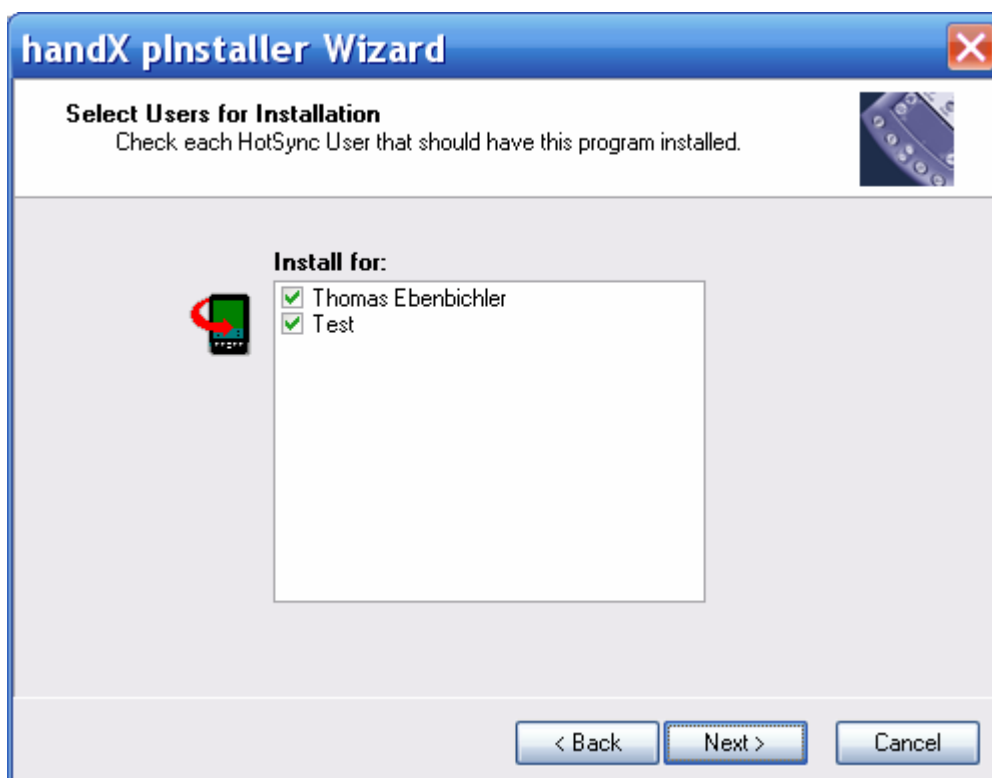 handX pInstaller Wizard
Select Users for Installation
Check each HotSync User that should have this program installed.
Install for:
Thomas Ebenbichler
Test
< Back
Next >
Cancel